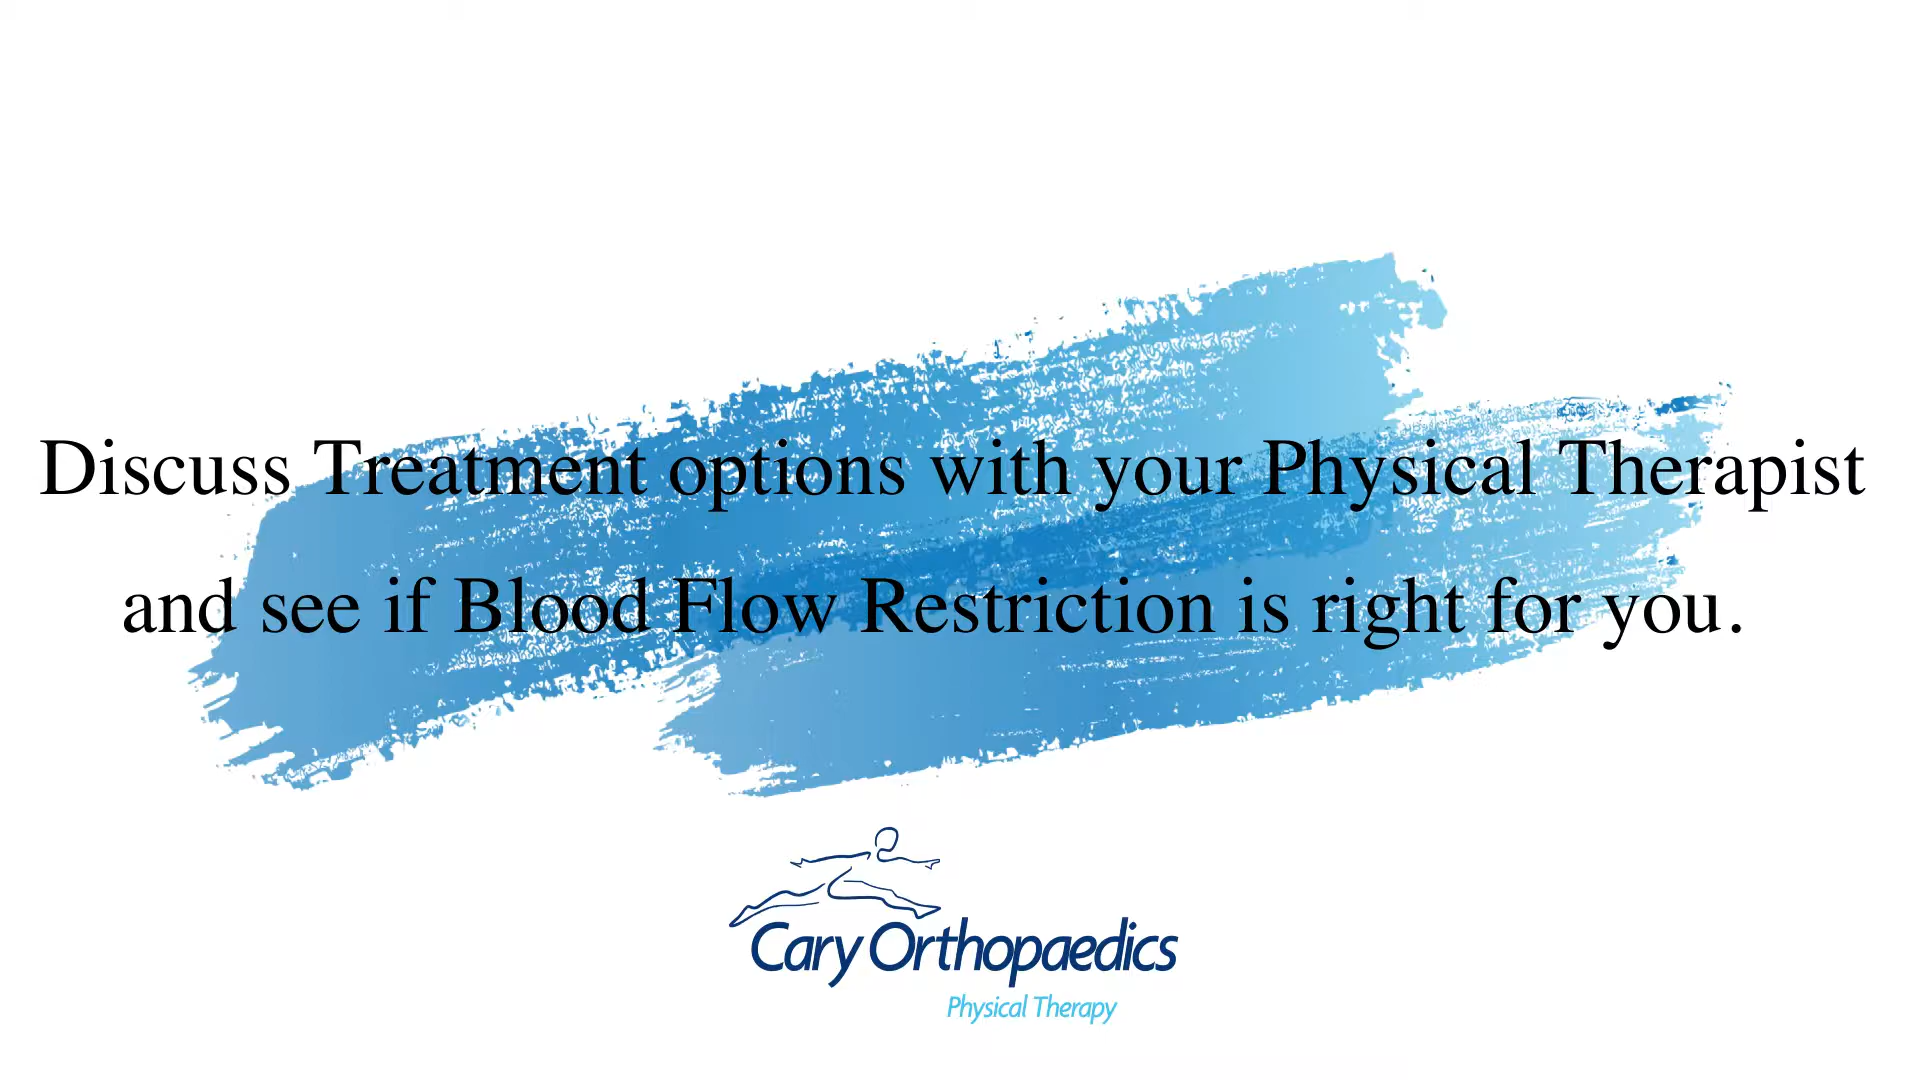 Discuss Treatment options with your Physical Therapist
and see if Blood Flow Restriction is right for you.
Cary Orthopaedics
Physical Therapy